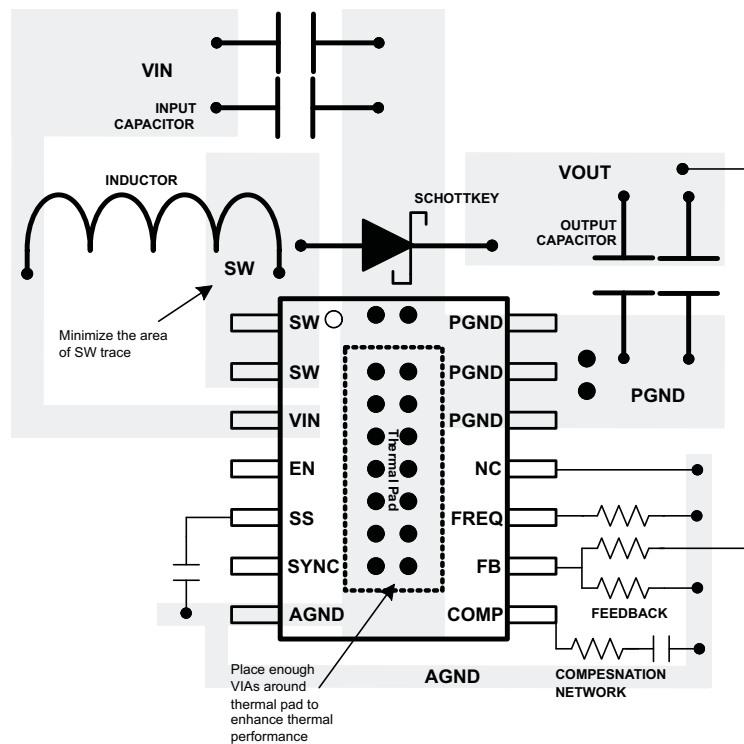 VIN
INPUT
CAPACITOR
INDUCTOR
SCHOTTKEY
VOUT
OUTPUT
CAPACITOR
SW
Minimize the area
of SW trace
SW
PGND
SW
PGND
PGND
VIN
PGND
EN
NC
Thermal Pad
SS
FREQ
SYNC
FB
FEEDBACK
AGND
COMP
Place enough
VIAs around
thermal pad to
enhance thermal
performance
AGND
COMPESNATION
NETWORK